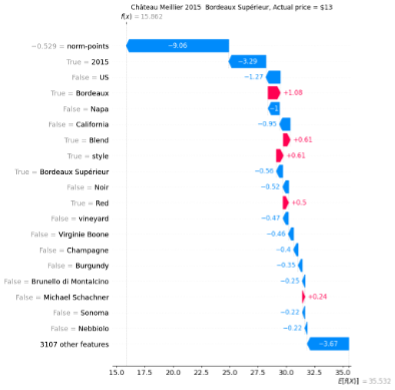 Château Meillier 2015 Bordeaux Supérieur, Actual price = $13
f(x) = 15.062
−0.529 = norm-points −9.06
True = 2015 −3.29
False = US −1.27
True = Bordeaux +1.08
False = Napa −1
False = California −0.95
True = Blend +0.61
True = style +0.61
True = Bordeaux Supérieur −0.56
False = Noir −0.52
True = Red +0.5
False = vineyard −0.47
False = Virginie Boone −0.46
False = Champagne −0.4
False = Burgundy −0.35
False = Brunello di Montalcino −0.25
False = Michael Schachner +0.24
False = Sonoma −0.22
False = Nebbiolo −0.22
3107 other features −3.67
15.0 17.5 20.0 22.5 25.0 27.5 30.0 32.5 35.0
E[f(X)] = 35.532